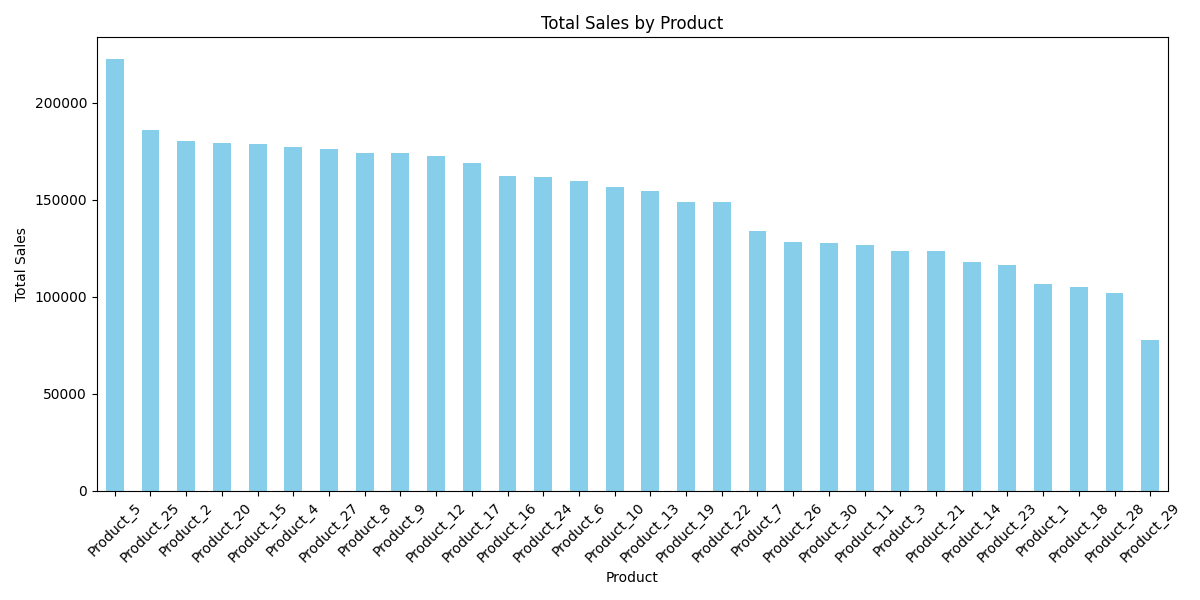 Total Sales by Product
Total Sales
200000
150000
100000
50000
0
Product_5
Product_25
Product_2
Product_20
Product_15
Product_4
Product_27
Product_8
Product_9
Product_12
Product_17
Product_16
Product_24
Product_6
Product_10
Product_13
Product_19
Product_22
Product_7
Product_26
Product_30
Product_11
Product_3
Product_21
Product_14
Product_23
Product_1
Product_18
Product_28
Product_29
Product